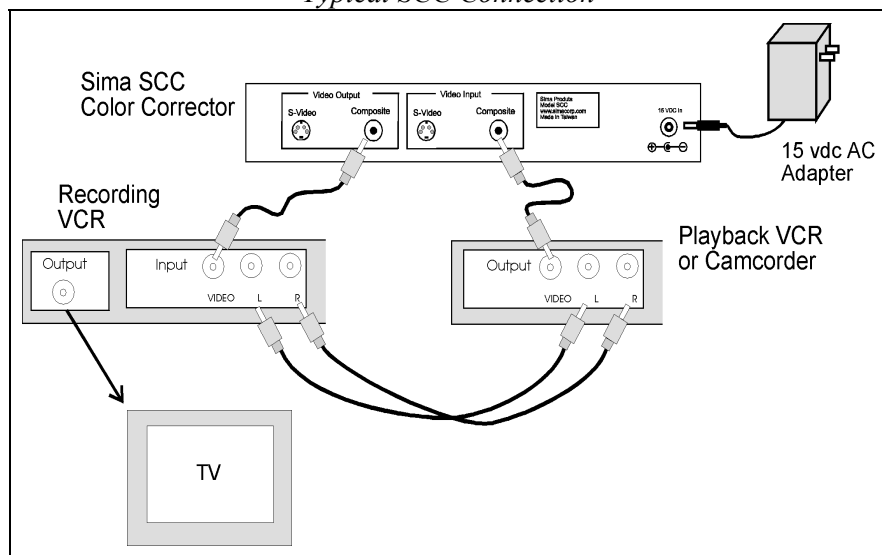 Typical SCC Connection
Sima SCC
Color Corrector
Video Output
S-Video
Composite
Video Input
S-Video
Composite
Sima Produts
Model SCC
www.simacorp.com
Made in Taiwan
15 VDC In
15 vdc AC
Adapter
Recording
VCR
Output
Input
VIDEO
L
R
Playback VCR
or Camcorder
Output
VIDEO
L
R
TV